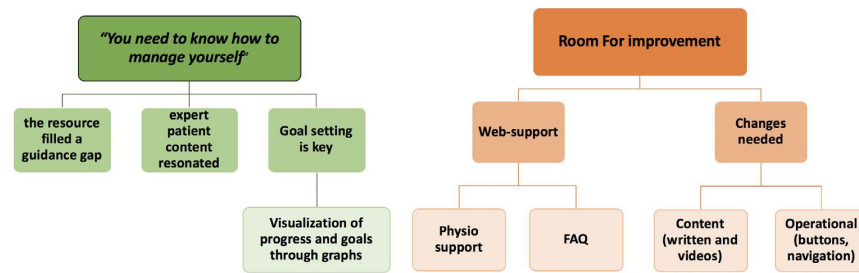 “You need to know how to
manage yourself”
the resource
filled a
guidance gap
expert
patient
content
resonated
Goal setting
is key
Visualization of
progress and goals
through graphs
Room For improvement
Web-support
Changes
needed
Physio
support
FAQ
Content
(written and
videos)
Operational
(buttons,
navigation)